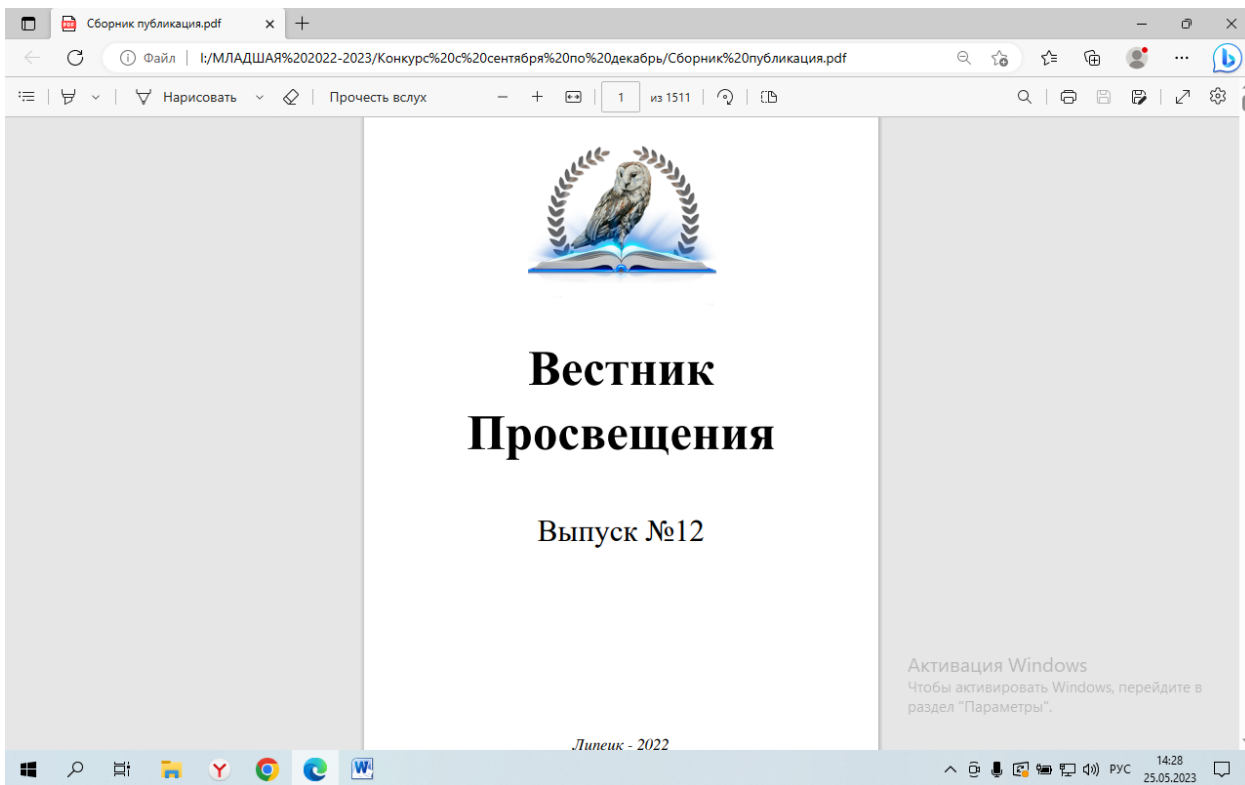 Сборник публикация.pdf
Файл
I:/МЛАДШАЯ%202022-2023/Конкурс%20с%20сентября%20по%20декабрь/Сборник%20публикация.pdf
Нарисовать
Прочесть вслух
1 из 1511
Вестник
Просвещения
Выпуск №12
Липецк - 2022
Активация Windows
Чтобы активировать Windows, перейдите в
раздел "Параметры".
РУС
14:28
25.05.2023